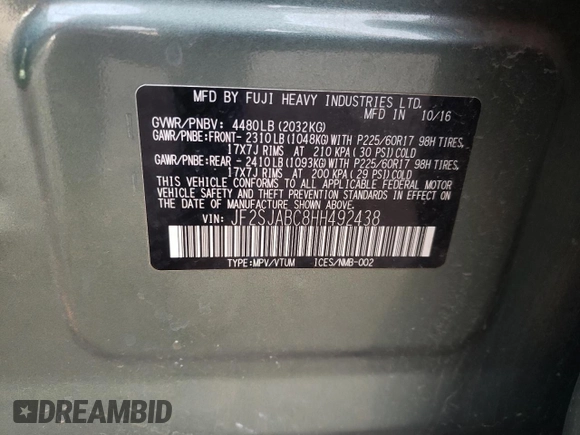 MFD BY FUJI HEAVY INDUSTRIES LTD.
MFD IN 10/16
GVWR/PNBV: 4480LB (2032KG)
GAWR/PNBE:FRONT- 2310LB (1048KG) WITH P225/60R17 98H TIRES,
17X7J RIMS AT 210 KPA ( 30 PSI) COLD
GAWR/PNBE:REAR - 2410LB (1093KG) WITH P225/60R17 98H TIRES,
17X7J RIMS AT 200 KPA ( 29 PSI) COLD
THIS VEHICLE CONFORMS TO ALL APPLICABLE FEDERAL MOTOR
VEHICLE SAFETY AND THEFT PREVENTION STANDARDS IN EFFECT ON
THE DATE OF MANUFACTURE SHOWN ABOVE.
VIN: JF2SJABC8HH492438
TYPE:MPV/VTUM ICES/NMB-002
DREAMBID